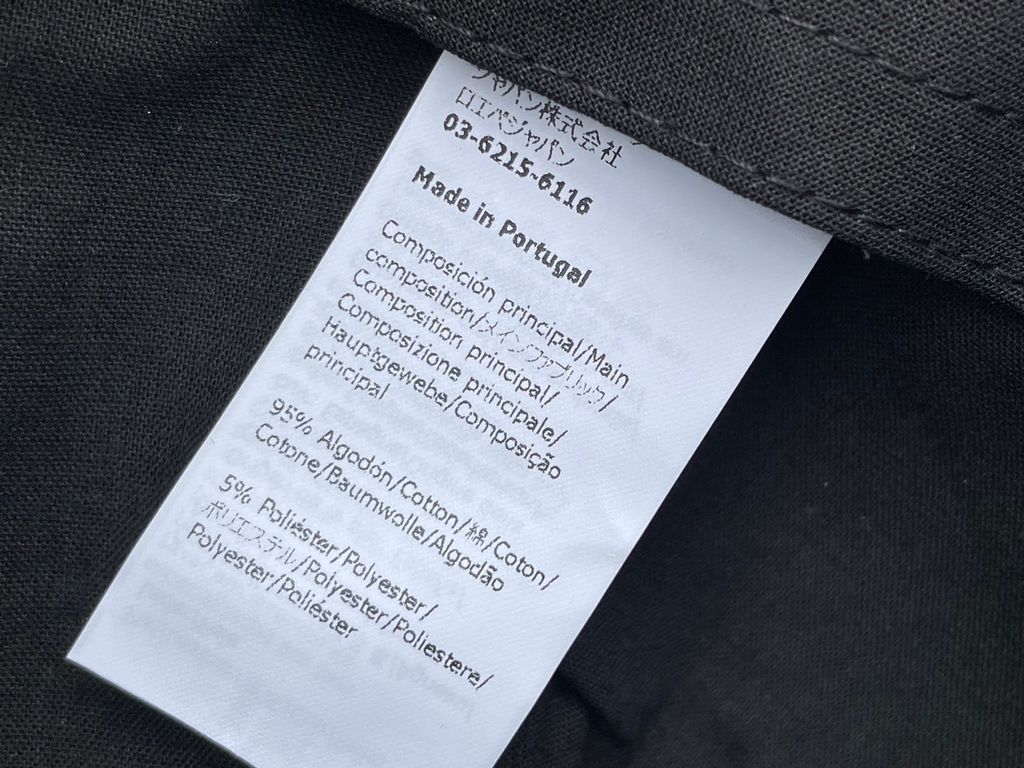 ジャパン株式会社
ロエベジャパン
03-6215-6116
Made in Portugal
Composición principal/Main
composition/メインファブリック/
Composition principal/
Composizione principale/
Hauptgewebe/Composição
principal
95% Algodón/Cotton/綿/Coton/
Cotone/Baumwolle/Algodão
5% Poliéster/Polyester/
ポリエステル/Polyester/Poliestere/
Polyester/Poliéster